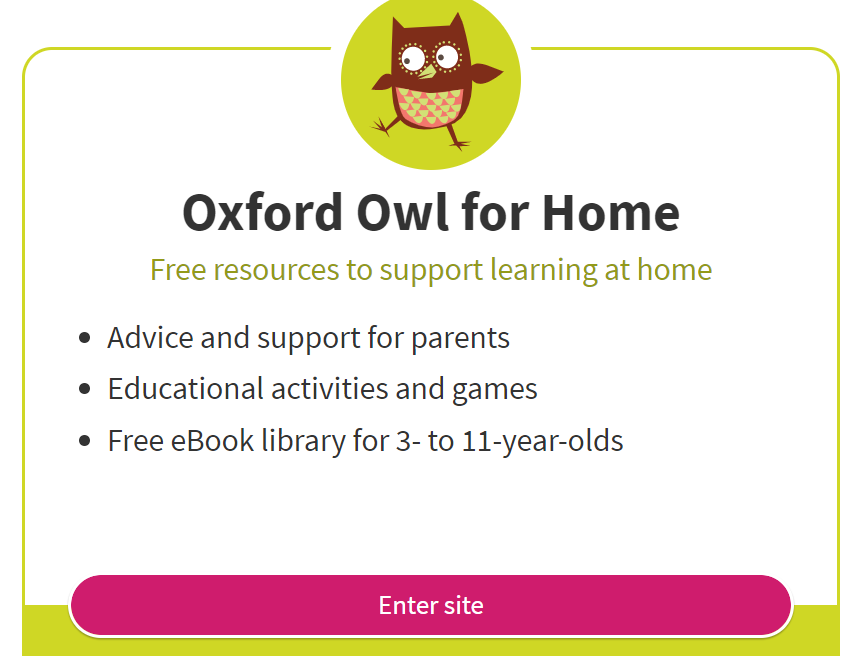 Oxford Owl for Home
Free resources to support learning at home
Advice and support for parents
Educational activities and games
Free eBook library for 3- to 11-year-olds
Enter site